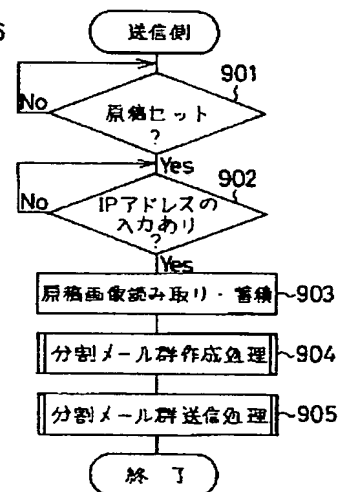 6
送信側
901
原稿セット
?
No
Yes
902
IPアドレスの
入力あり
?
No
Yes
原稿画像読み取り・蓄積
903
分割メール群作成処理
904
分割メール群送信処理
905
終了